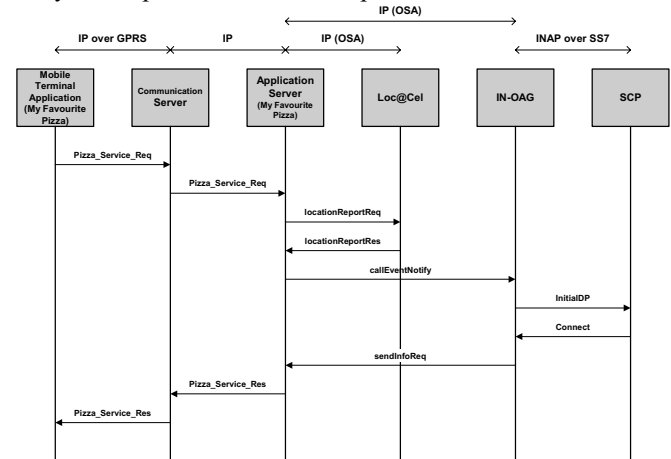 IP (OSA)
IP over GPRS
IP
IP (OSA)
INAP over SS7
Mobile
Terminal
Application
(My Favourite
Pizza)
Communication
Server
Application
Server
(My Favourite
Pizza)
Loc@Cel
IN-OAG
SCP
Pizza_Service_Req
Pizza_Service_Req
locationReportReq
locationReportRes
callEventNotify
InitialDP
Connect
sendInfoReq
Pizza_Service_Res
Pizza_Service_Res